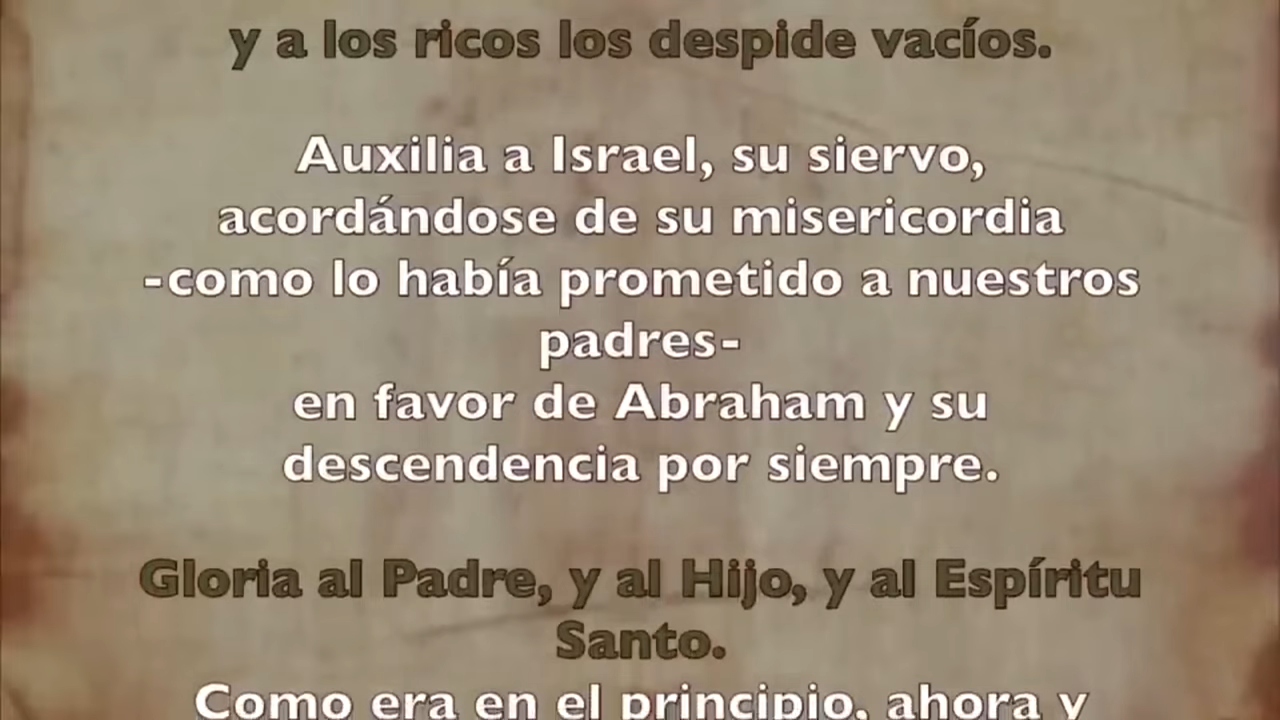 y a los ricos los despide vacíos.
Auxilia a Israel, su siervo,
acordándose de su misericordia
-como lo había prometido a nuestros
padres-
en favor de Abraham y su
descendencia por siempre.
Gloria al Padre, y al Hijo, y al Espíritu
Santo.
Como era en el principio, ahora y